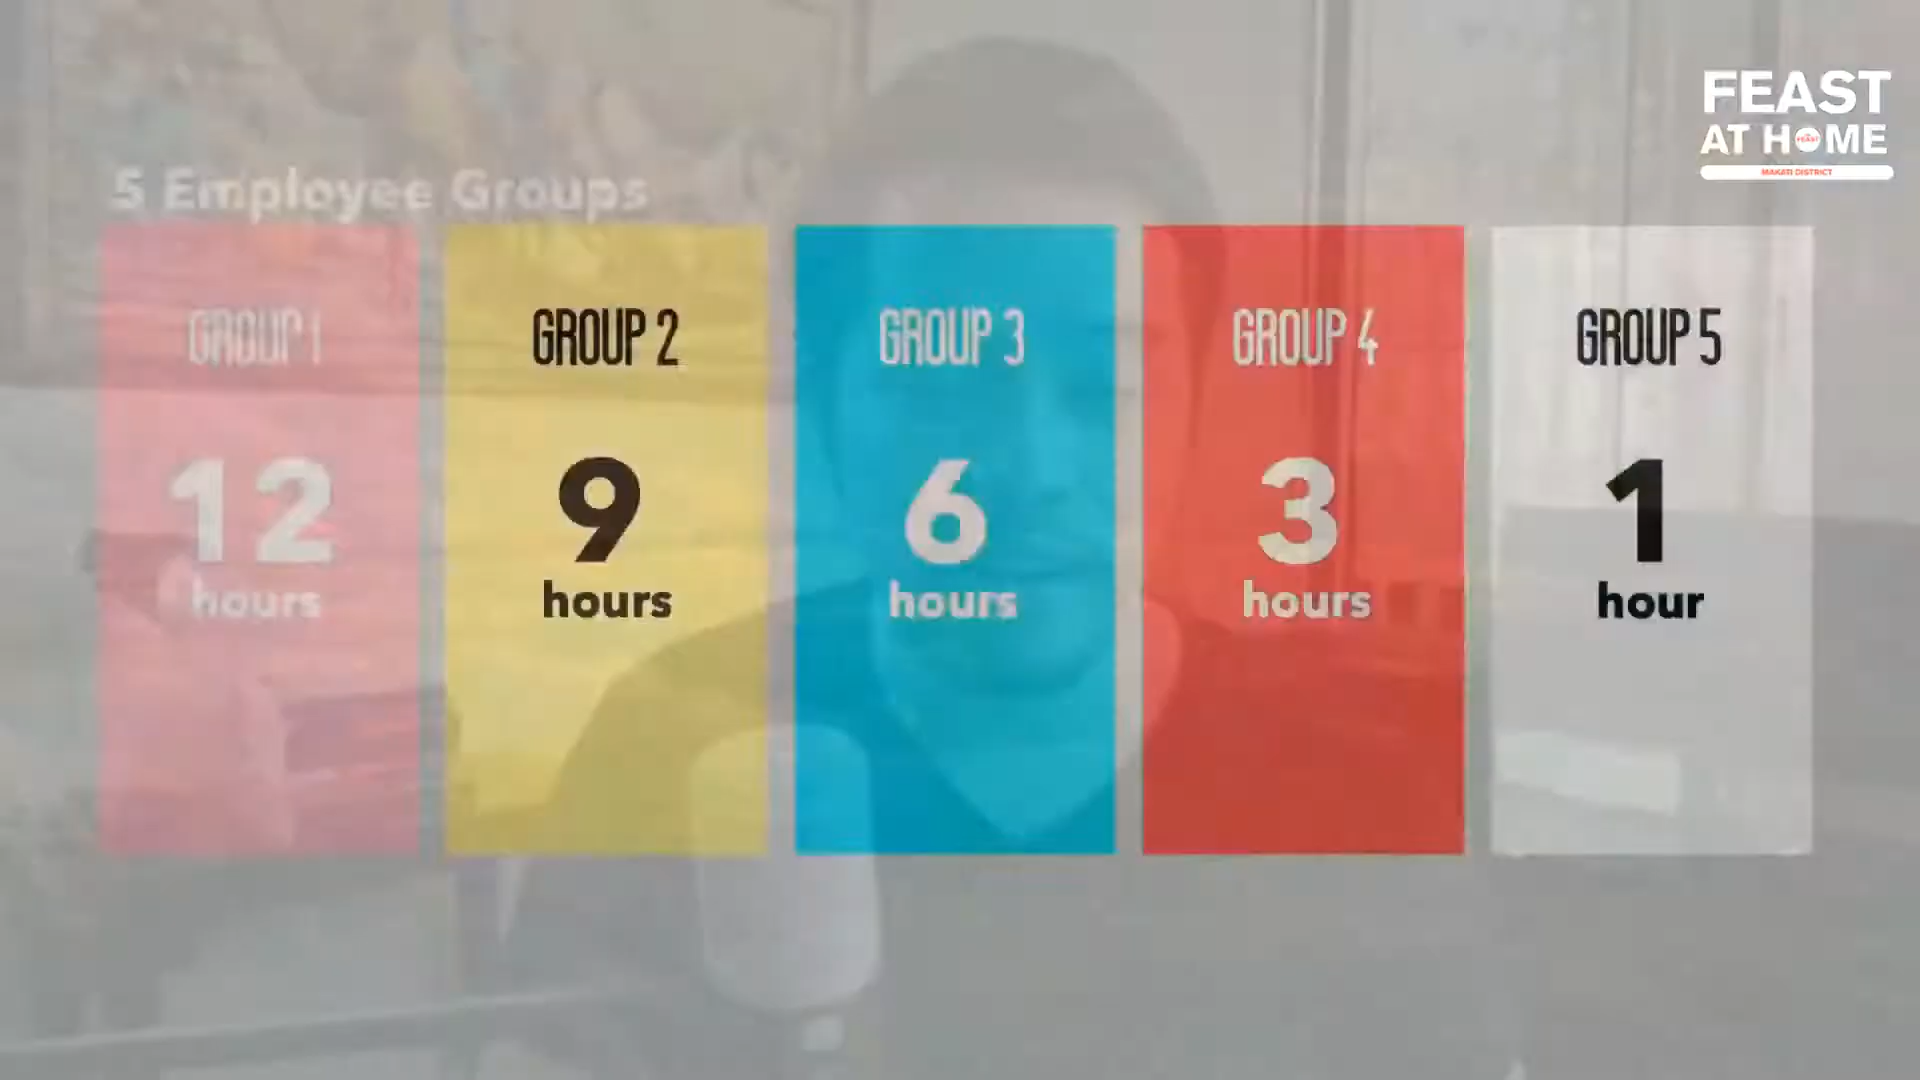 FEAST
AT HOME
MAKATI DISTRICT
5 Employee Groups
GROUP 1
12
hours
GROUP 2
9
hours
GROUP 3
6
hours
GROUP 4
3
hours
GROUP 5
1
hour